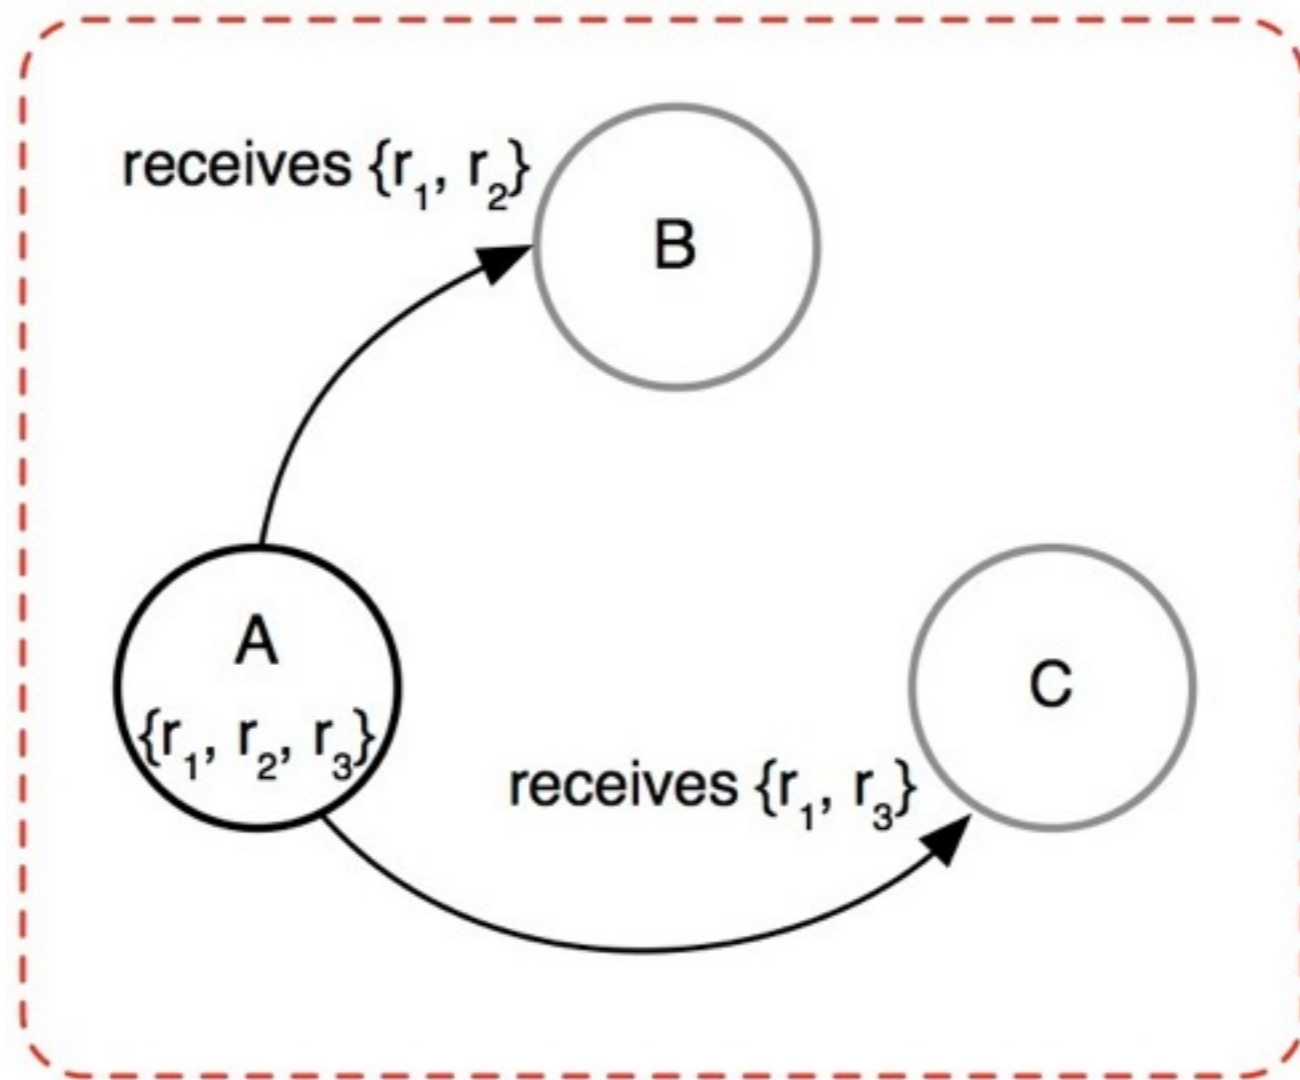 receives {r₁, r₂}
B
A
{r₁, r₂, r₃}
C
receives {r₁, r₃}